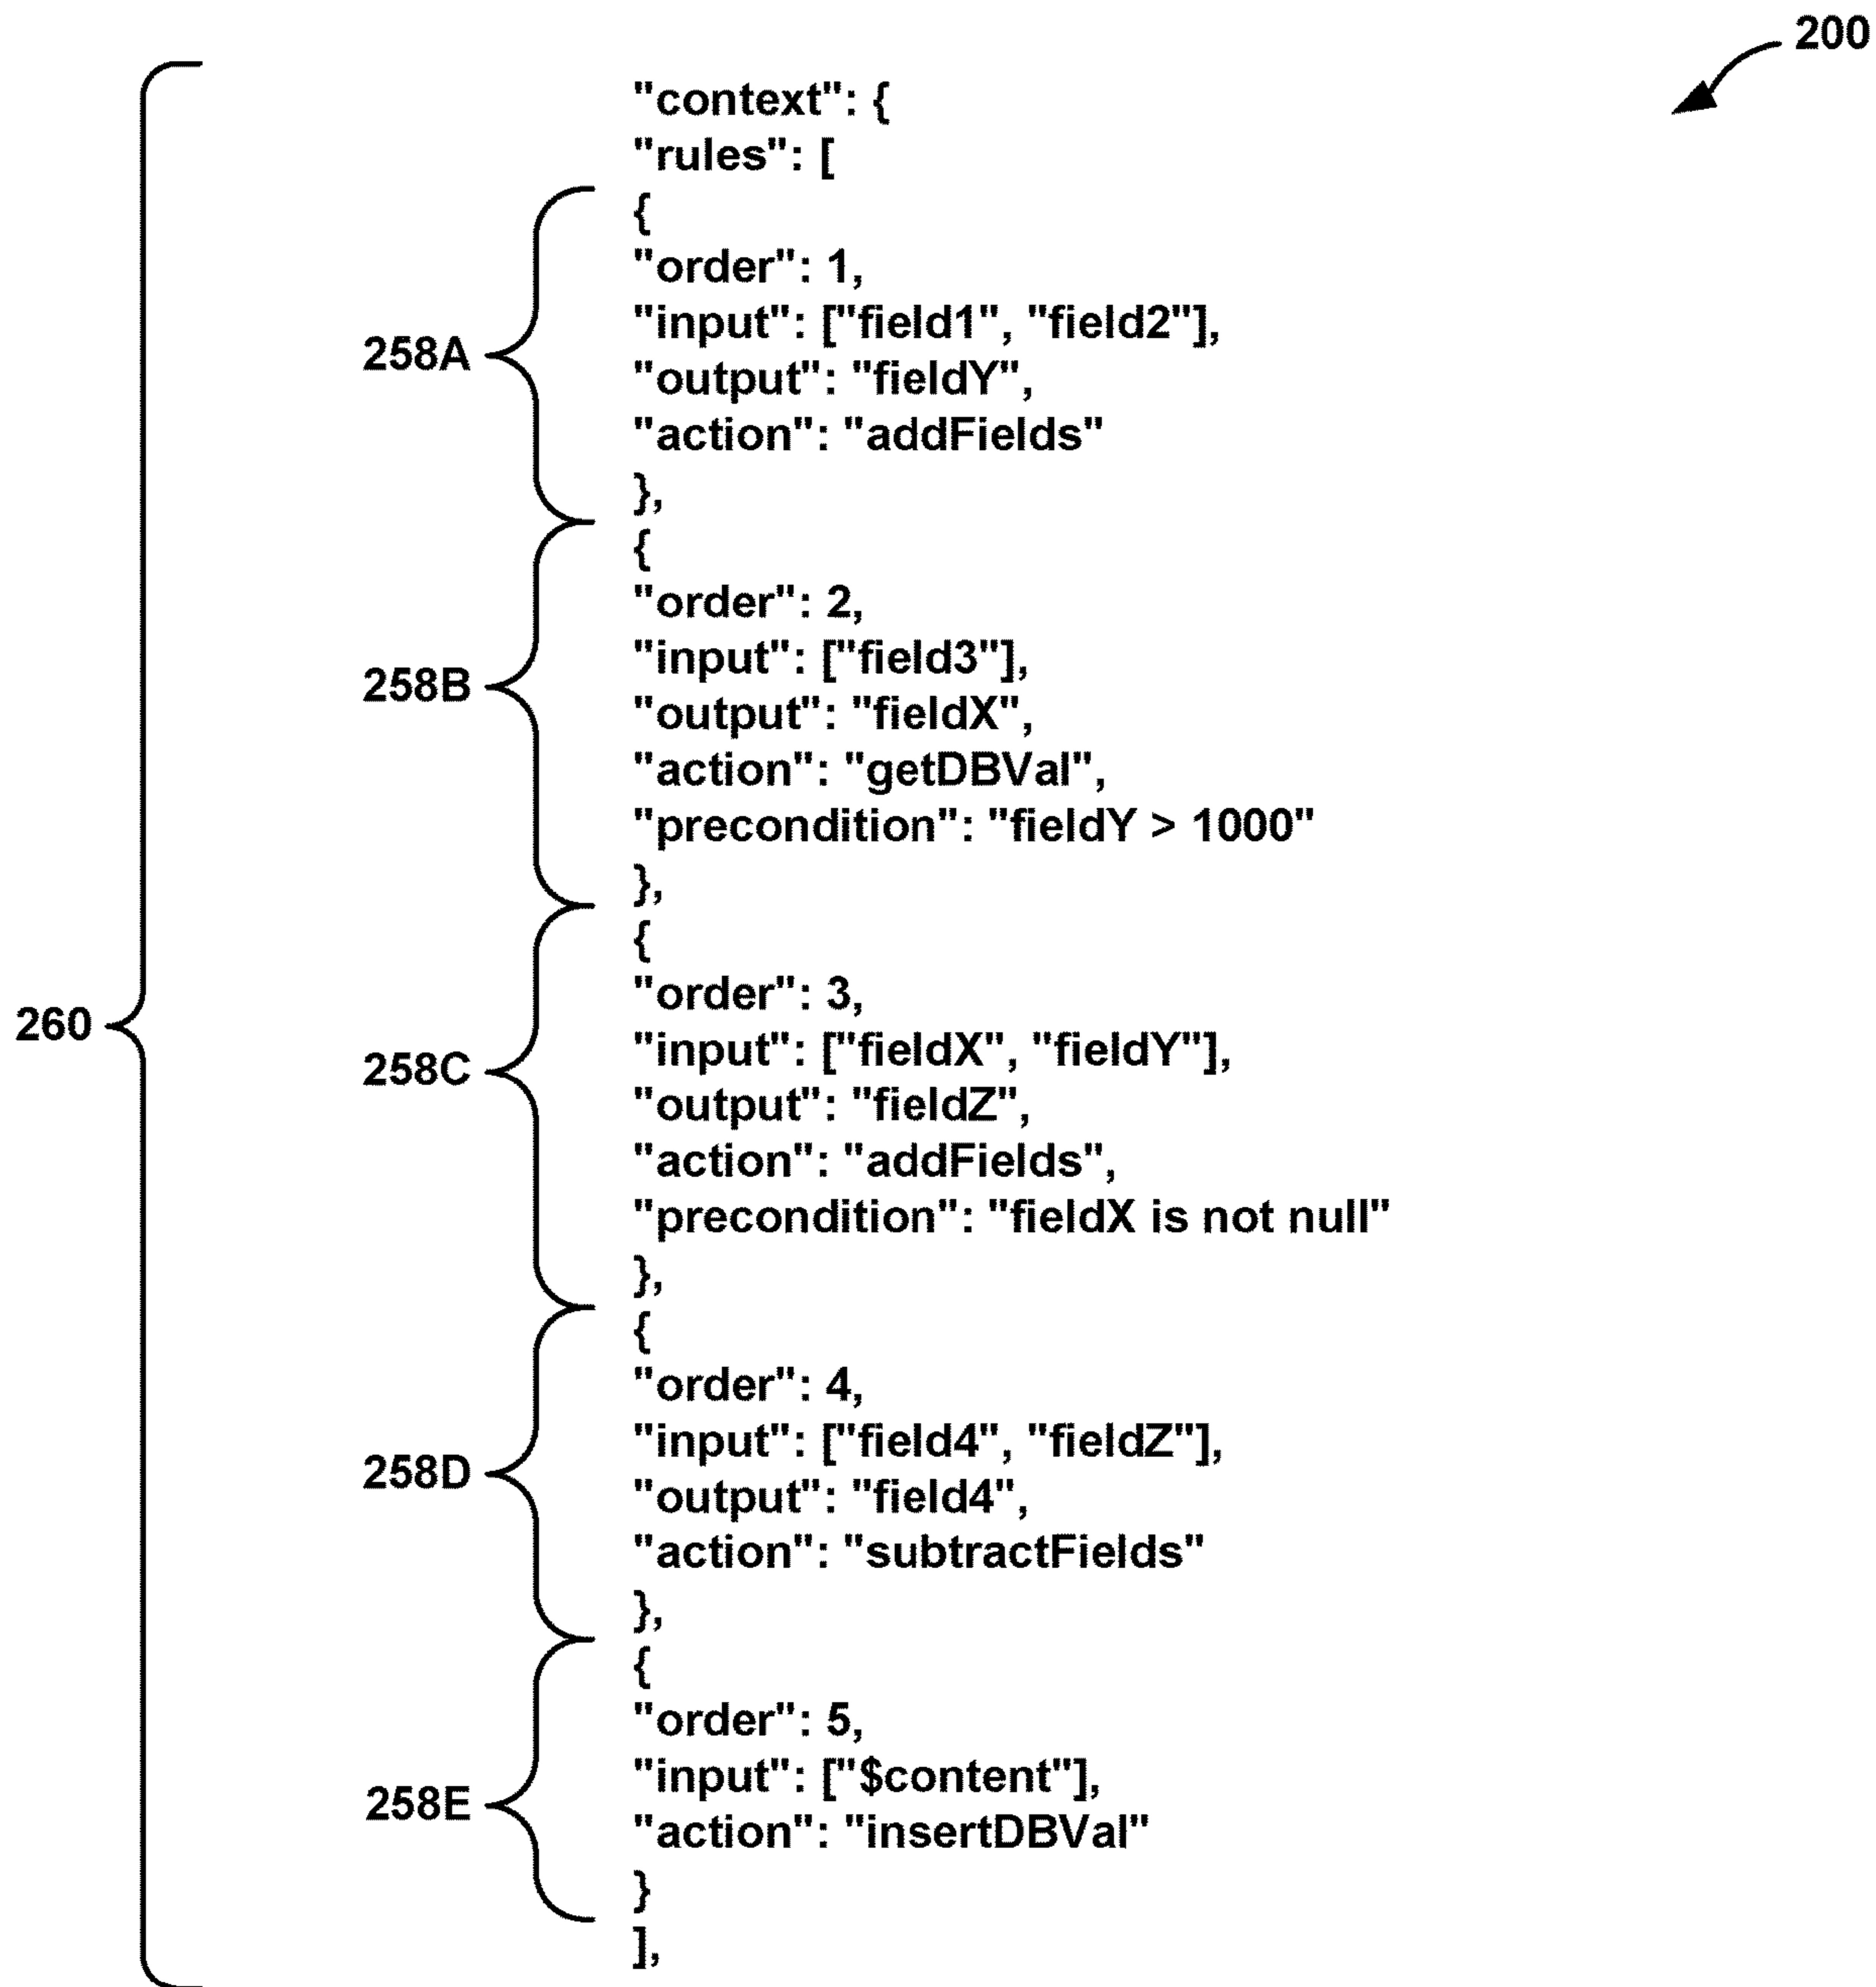 200
"context": {
"rules": [
{
"order": 1,
"input": ["field1", "field2"],
258A
"output": "fieldY",
"action": "addFields"
},
{
"order": 2,
"input": ["field3"],
258B
"output": "fieldX",
"action": "getDBVal",
"precondition": "fieldY > 1000"
},
{
"order": 3,
260
"input": ["fieldX", "fieldY"],
258C
"output": "fieldZ",
"action": "addFields",
"precondition": "fieldX is not null"
},
{
"order": 4,
"input": ["field4", "fieldZ"],
258D
"output": "field4",
"action": "subtractFields"
},
{
"order": 5,
"input": ["$content"],
258E
"action": "insertDBVal"
}
],